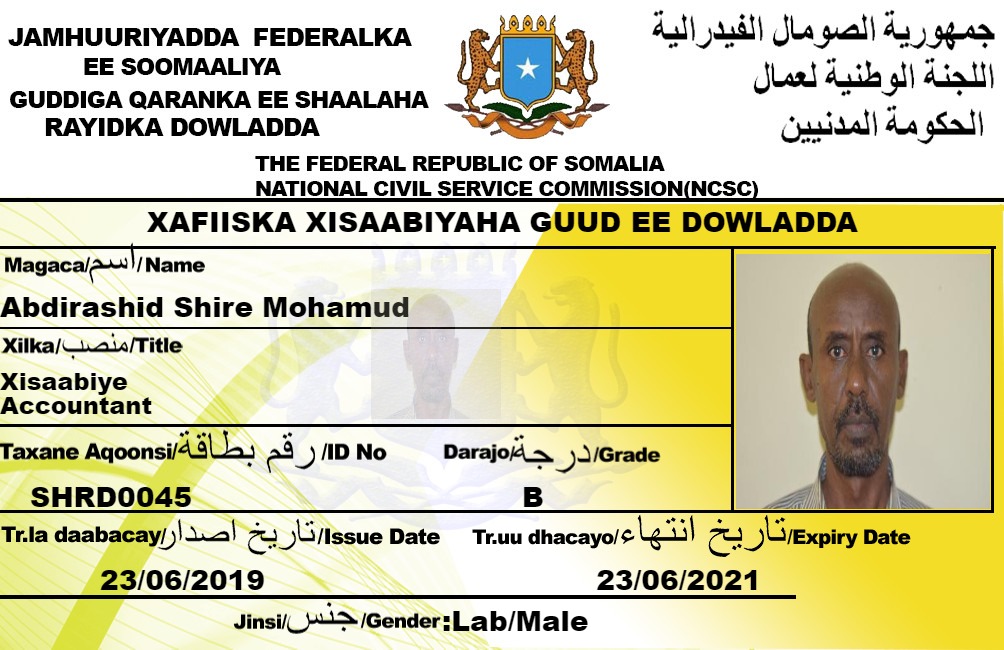 JAMHUURIYADDA FEDERALKA
EE SOOMAALIYA
GUDDIGA QARANKA EE SHAALAHA
RAYIDKA DOWLADDA
جمهورية الصومال الفيدرالية
اللجنة الوطنية لعمال
الحكومة المدنيين
THE FEDERAL REPUBLIC OF SOMALIA
NATIONAL CIVIL SERVICE COMMISSION(NCSC)
XAFIISKA XISAABIYAHA GUUD EE DOWLADDA
Magaca/اسم/Name
Abdirashid Shire Mohamud
Xilka/منصب/Title
Xisaabiye
Accountant
Taxane Aqoonsi/رقم بطاقة/ID No
Darajo/درجة/Grade
SHRD0045
B
Tr.la daabacay/تاريخ اصدار/Issue Date
Tr.uu dhacayo/تاريخ انتهاء/Expiry Date
23/06/2019
23/06/2021
Jinsi/جنس/Gender:Lab/Male